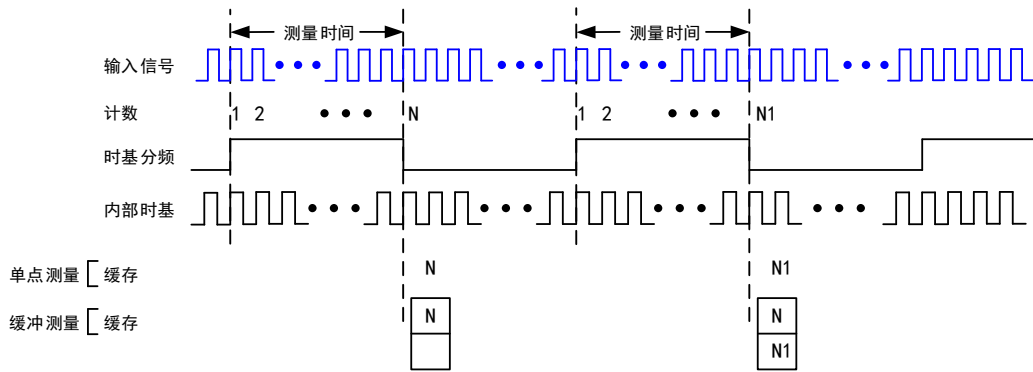 测量时间 测量时间
输入信号
计数 1 2 ••• N 1 2 ••• N1
时基分频
内部时基
单点测量 缓存 N N1
缓冲测量 缓存 N N
N1